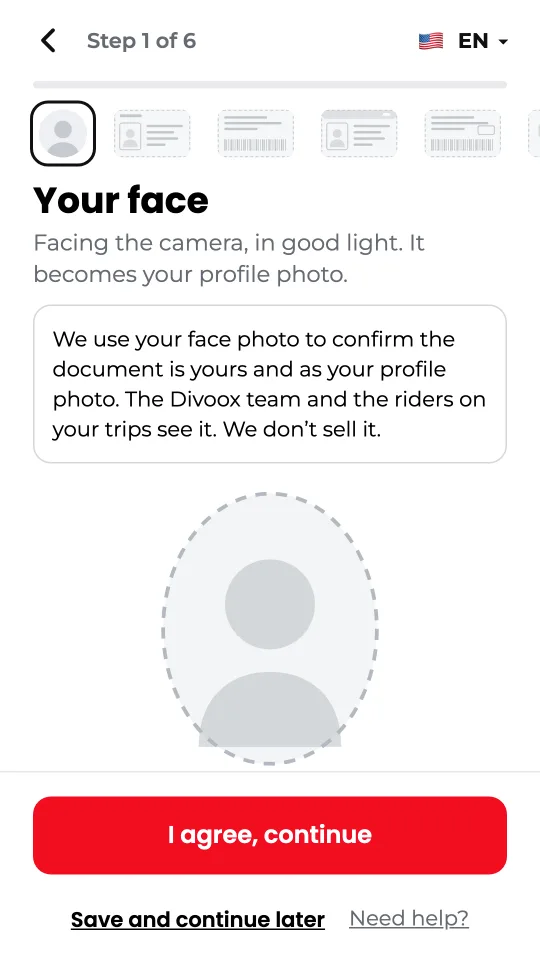 Step 1 of 6
EN
Your face
Facing the camera, in good light. It
becomes your profile photo.
We use your face photo to confirm the
document is yours and as your profile
photo. The Divoox team and the riders on
your trips see it. We don’t sell it.
I agree, continue
Save and continue later
Need help?